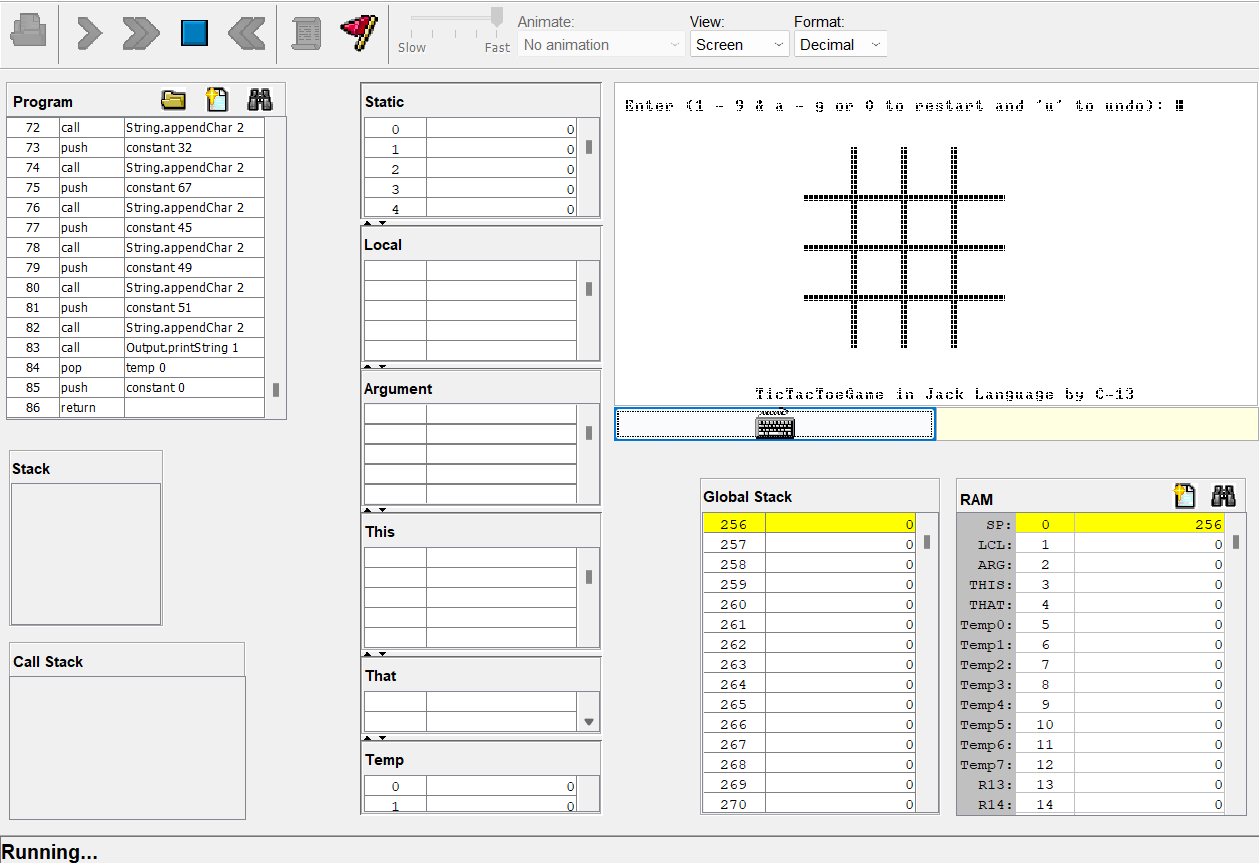 Animate:
View:
Format:
Slow
Fast
No animation
Screen
Decimal
Program
72 call String.appendChar 2
73 push constant 32
74 call String.appendChar 2
75 push constant 67
76 call String.appendChar 2
77 push constant 45
78 call String.appendChar 2
79 push constant 49
80 call String.appendChar 2
81 push constant 51
82 call String.appendChar 2
83 call Output.printString 1
84 pop temp 0
85 push constant 0
86 return
Stack
Call Stack
Static
0 0
1 0
2 0
3 0
4 0
Local
Argument
This
That
Temp
0 0
1 0
Enter (1 - 9 & a - g or 0 to restart and 'u' to undo):
TicTacToeGame in Jack Language by C-13
Global Stack
256 0
257 0
258 0
259 0
260 0
261 0
262 0
263 0
264 0
265 0
266 0
267 0
268 0
269 0
270 0
RAM
SP: 0 256
LCL: 1 0
ARG: 2 0
THIS: 3 0
THAT: 4 0
Temp0: 5 0
Temp1: 6 0
Temp2: 7 0
Temp3: 8 0
Temp4: 9 0
Temp5: 10 0
Temp6: 11 0
Temp7: 12 0
R13: 13 0
R14: 14 0
Running...